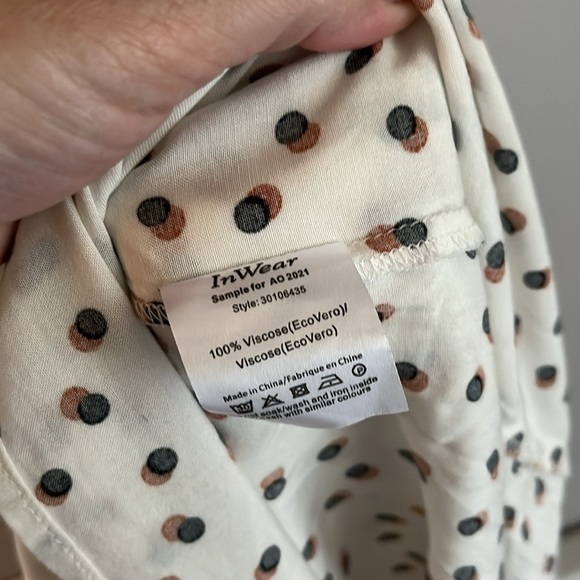 InWear
Sample for AO 2021
Style: 30106435
100% Viscose(EcoVero)/
Viscose(EcoVero)
Made in China/Fabrique en Chine
not soak/wash and iron inside
with similar colours